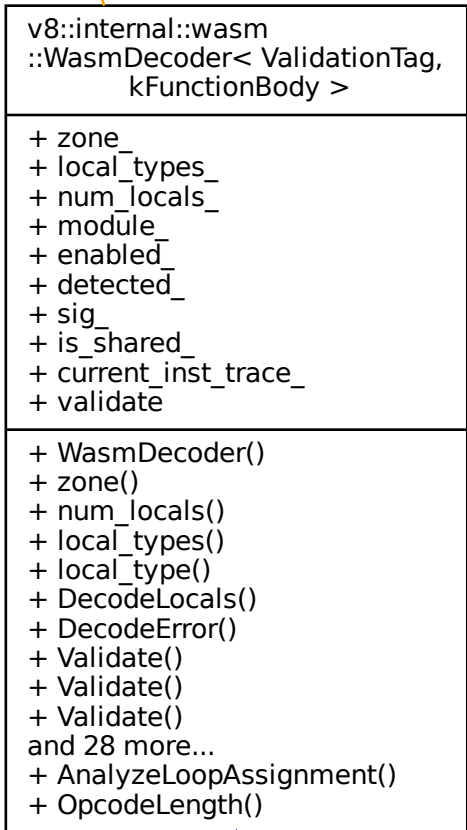 v8::internal::wasm
::WasmDecoder< ValidationTag,
kFunctionBody >
+ zone_
+ local_types_
+ num_locals_
+ module_
+ enabled_
+ detected_
+ sig_
+ is_shared_
+ current_inst_trace_
+ validate
+ WasmDecoder()
+ zone()
+ num_locals()
+ local_types()
+ local_type()
+ DecodeLocals()
+ DecodeError()
+ Validate()
+ Validate()
+ Validate()
and 28 more...
+ AnalyzeLoopAssignment()
+ OpcodeLength()